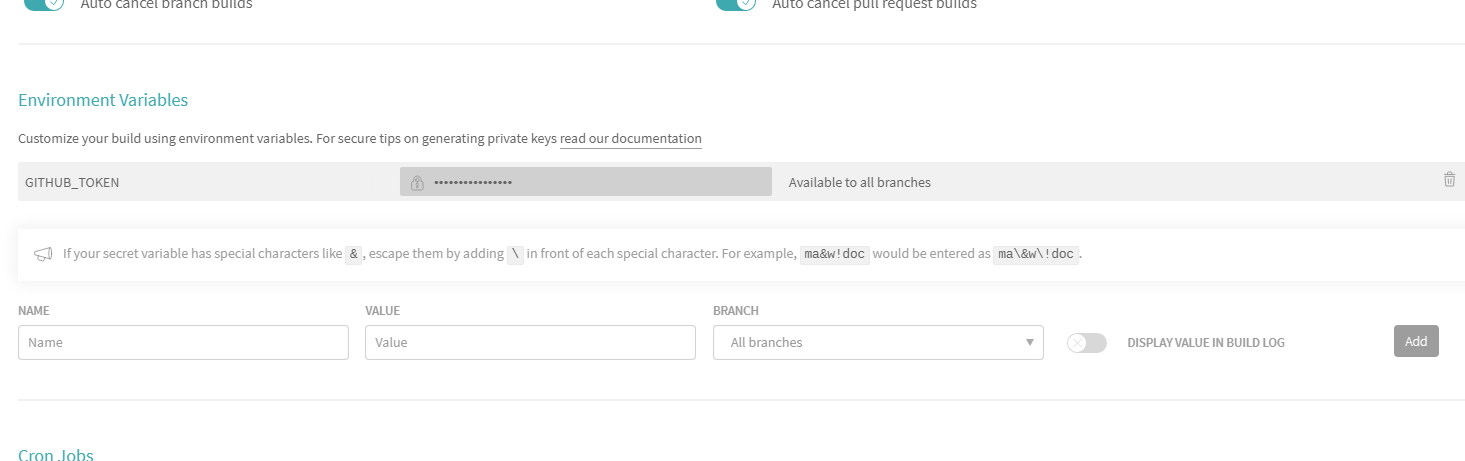 Auto cancel branch builds Auto cancel pull request builds
Environment Variables
Customize your build using environment variables. For secure tips on generating private keys read our documentation
GITHUB_TOKEN •••••••••••••••• Available to all branches
If your secret variable has special characters like &, escape them by adding \ in front of each special character. For example, ma&w!doc would be entered as ma\&w\!doc.
NAME VALUE BRANCH
Name Value All branches DISPLAY VALUE IN BUILD LOG Add
Cron Jobs